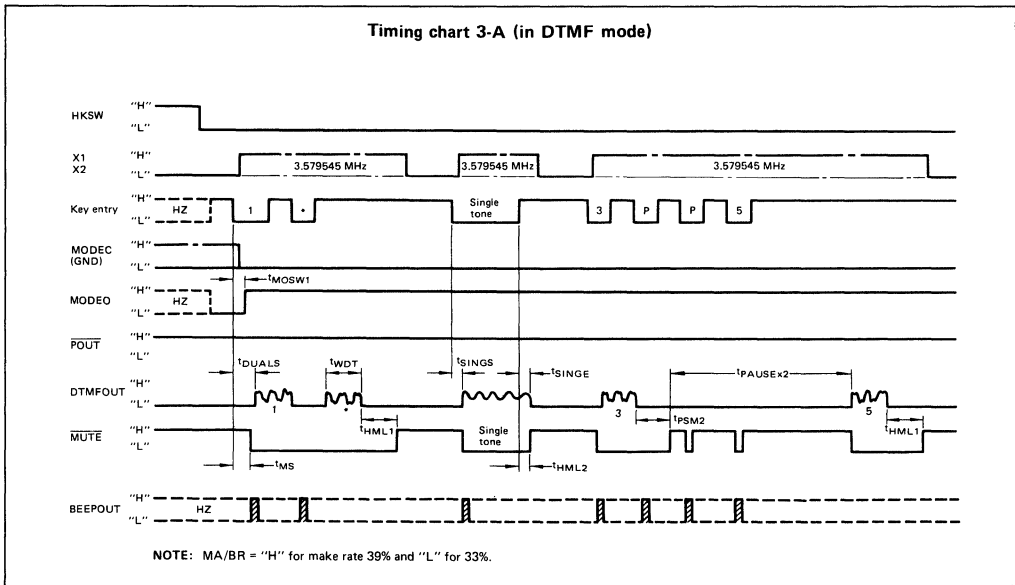 Timing chart 3-A (in DTMF mode)
HKSW "H"
"L"
X1 "H"
X2 "L"
3.579545 MHz 3.579545 MHz 3.579545 MHz
Key entry "H"
"L"
HZ 1 * Single tone 3 P P 5
MODEC "H"
(GND) "L"
tMOSW1
MODEO "H"
"L"
HZ
POUT "H"
"L"
tDUALS tWDT tSINGS tSINGE tPAUSEx2
DTMFOUT "H"
"L"
1 * 3 5
tHML1 tPSM2 tHML1
MUTE "H"
"L"
Single tone
tMS tHML2
BEEPOUT "H"
"L"
HZ
NOTE: MA/BR = "H" for make rate 39% and "L" for 33%.